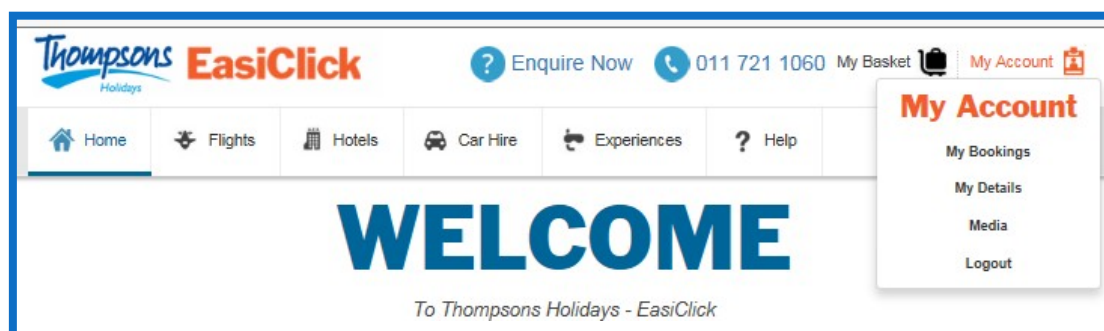 Thompsons
Holidays
EasiClick
? Enquire Now 011 721 1060 My Basket My Account
My Account
My Bookings
My Details
Media
Logout
Home Flights Hotels Car Hire Experiences ? Help
WELCOME
To Thompsons Holidays - EasiClick